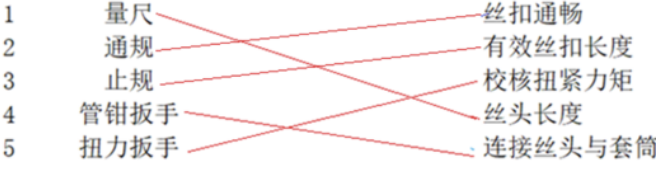 1 量尺 丝扣通畅
2 通规 有效丝扣长度
3 止规 校核扭紧力矩
4 管钳扳手 丝头长度
5 扭力扳手 连接丝头与套筒